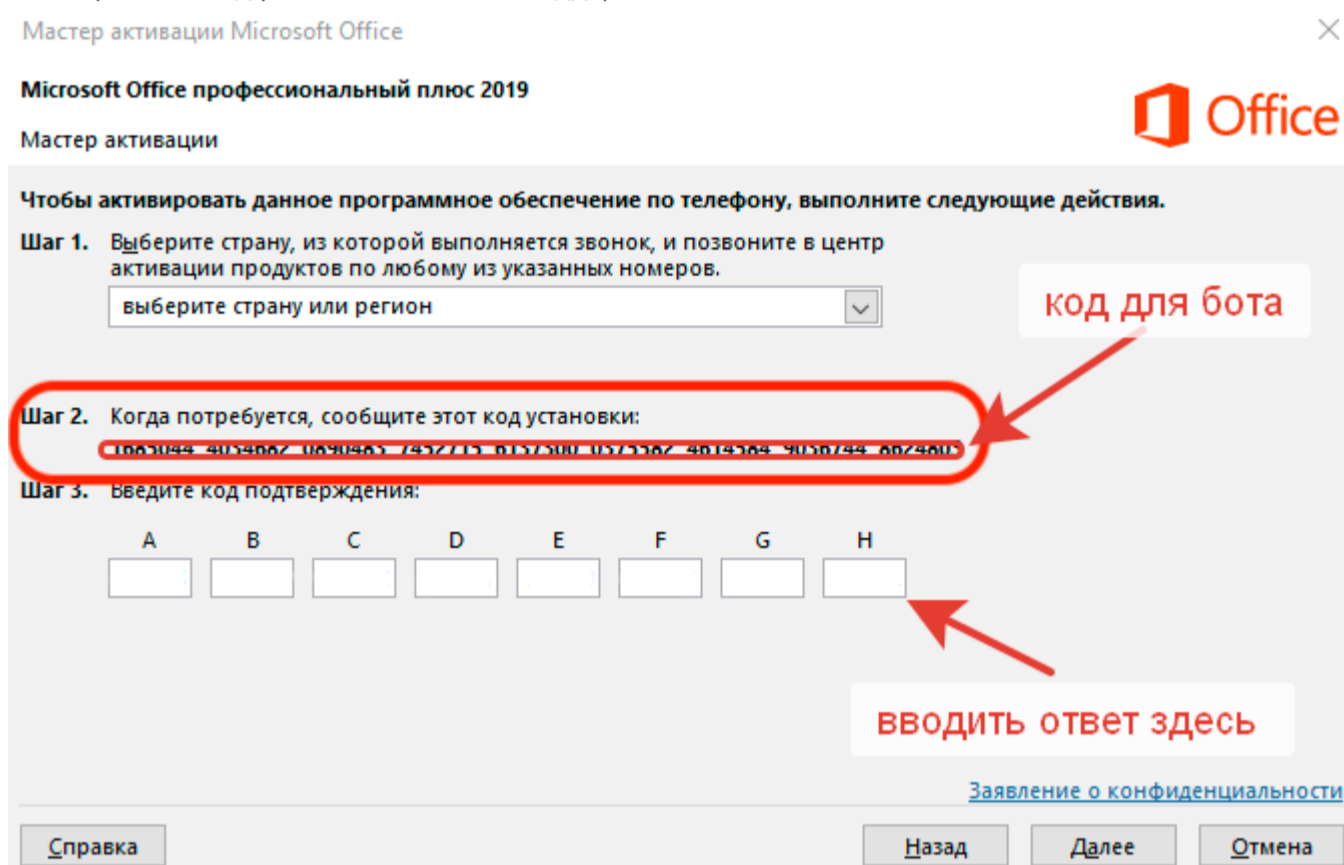 Мастер активации Microsoft Office
Microsoft Office профессиональный плюс 2019
Office
Мастер активации
Чтобы активировать данное программное обеспечение по телефону, выполните следующие действия.
Шаг 1. Выберите страну, из которой выполняется звонок, и позвоните в центр
активации продуктов по любому из указанных номеров.
выберите страну или регион
код для бота
Шаг 2. Когда потребуется, сообщите этот код установки:
Шаг 3. Введите код подтверждения:
A B C D E F G H
вводить ответ здесь
Заявление о конфиденциальности
Справка Назад Далее Отмена